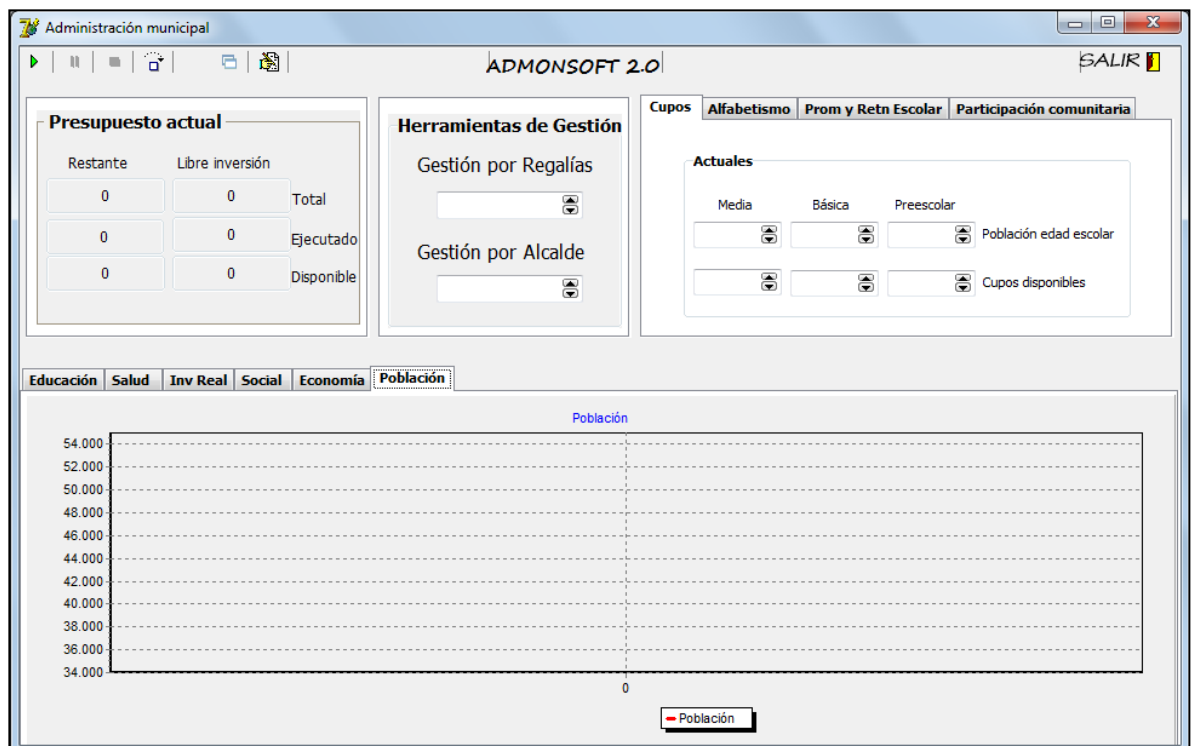 Administración municipal
ADMONSOFT 2.0
SALIR
Presupuesto actual
Restante Libre inversión
0 0 Total
0 0 Ejecutado
0 0 Disponible
Herramientas de Gestión
Gestión por Regalías
Gestión por Alcalde
Cupos Alfabetismo Prom y Retn Escolar Participación comunitaria
Actuales
Media Básica Preescolar
Población edad escolar
Cupos disponibles
Educación Salud Inv Real Social Economía Población
Población
54.000
52.000
50.000
48.000
46.000
44.000
42.000
40.000
38.000
36.000
34.000
0
Población